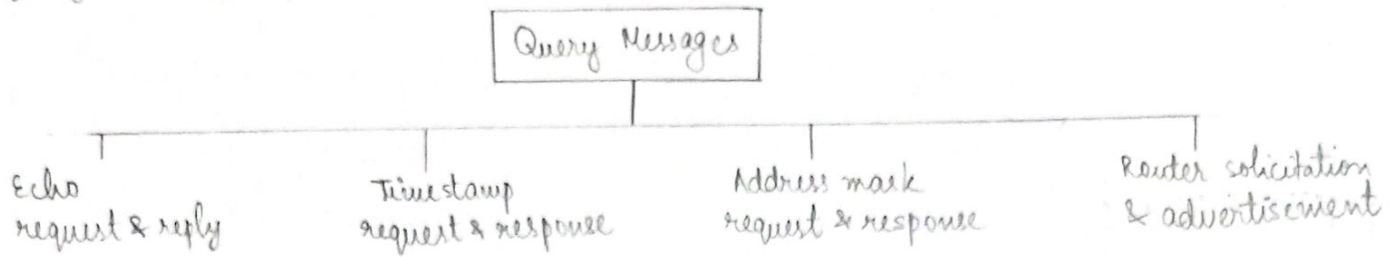 Query Messages
Echo
request & reply
Timestamp
request & response
Address mask
request & response
Router solicitation
& advertisement